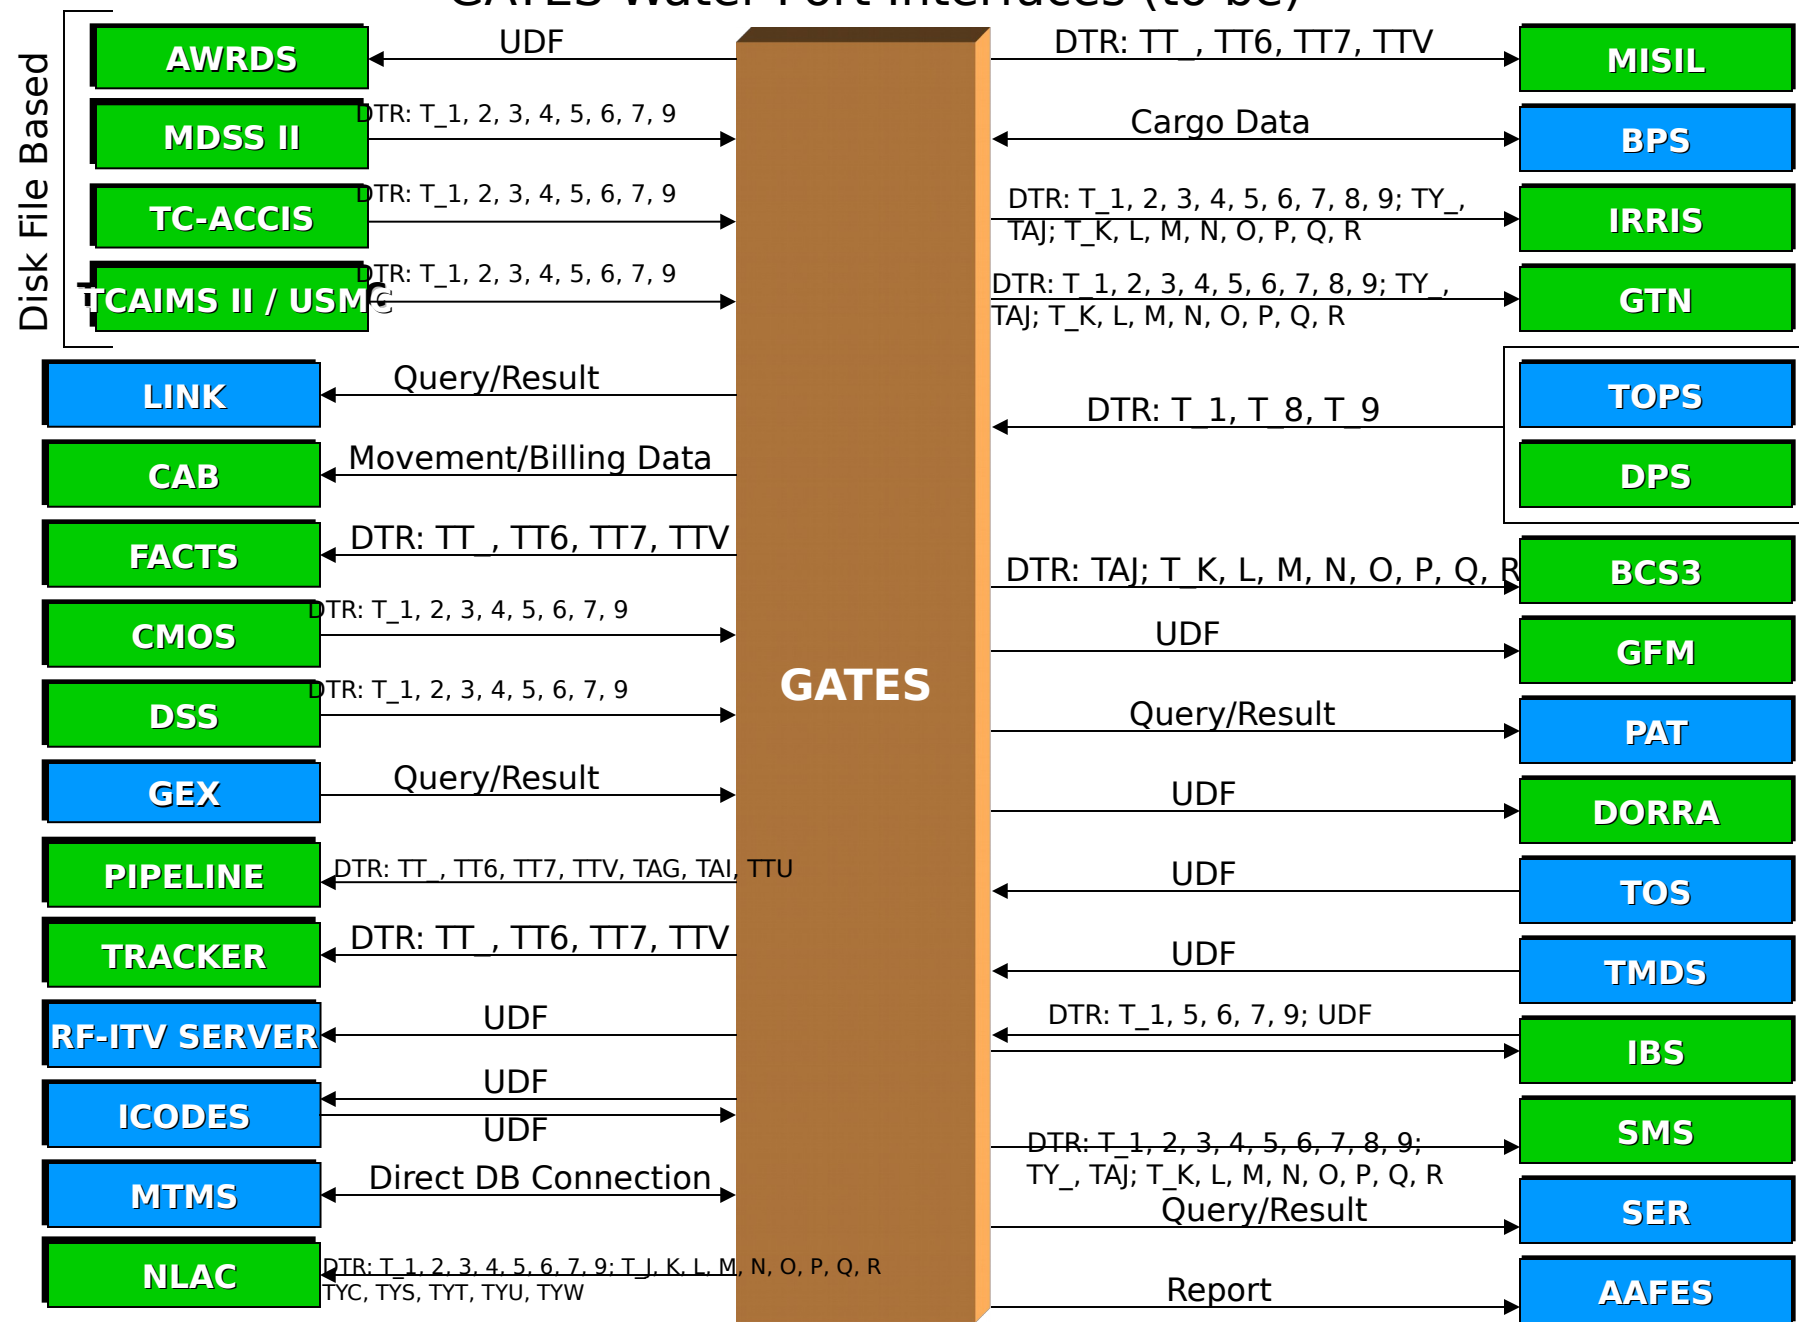 GATES Water Port Interfaces (to be)
Disk File Based
AWRDS
UDF
MDSS II
DTR: T_1, 2, 3, 4, 5, 6, 7, 9
TC-ACCIS
DTR: T_1, 2, 3, 4, 5, 6, 7, 9
TCAIMS II / USMC
DTR: T_1, 2, 3, 4, 5, 6, 7, 9
LINK
Query/Result
CAB
Movement/Billing Data
FACTS
DTR: TT_, TT6, TT7, TTV
CMOS
DTR: T_1, 2, 3, 4, 5, 6, 7, 9
DSS
DTR: T_1, 2, 3, 4, 5, 6, 7, 9
GEX
Query/Result
PIPELINE
DTR: TT_, TT6, TT7, TTV, TAG, TAI, TTU
TRACKER
DTR: TT_, TT6, TT7, TTV
RF-ITV SERVER
UDF
ICODES
UDF
UDF
MTMS
Direct DB Connection
NLAC
DTR: T_1, 2, 3, 4, 5, 6, 7, 9; T_J, K, L, M, N, O, P, Q, R
TYC, TYS, TYT, TYU, TYW
GATES
DTR: TT_, TT6, TT7, TTV
MISIL
Cargo Data
BPS
DTR: T_1, 2, 3, 4, 5, 6, 7, 8, 9; TY_,
TAJ; T_K, L, M, N, O, P, Q, R
IRRIS
DTR: T_1, 2, 3, 4, 5, 6, 7, 8, 9; TY_,
TAJ; T_K, L, M, N, O, P, Q, R
GTN
DTR: T_1, T_8, T_9
TOPS
DPS
DTR: TAJ; T_K, L, M, N, O, P, Q, R
BCS3
UDF
GFM
Query/Result
PAT
UDF
DORRA
UDF
TOS
UDF
TMDS
DTR: T_1, 5, 6, 7, 9; UDF
IBS
DTR: T_1, 2, 3, 4, 5, 6, 7, 8, 9;
TY_, TAJ; T_K, L, M, N, O, P, Q, R
SMS
Query/Result
SER
Report
AAFES